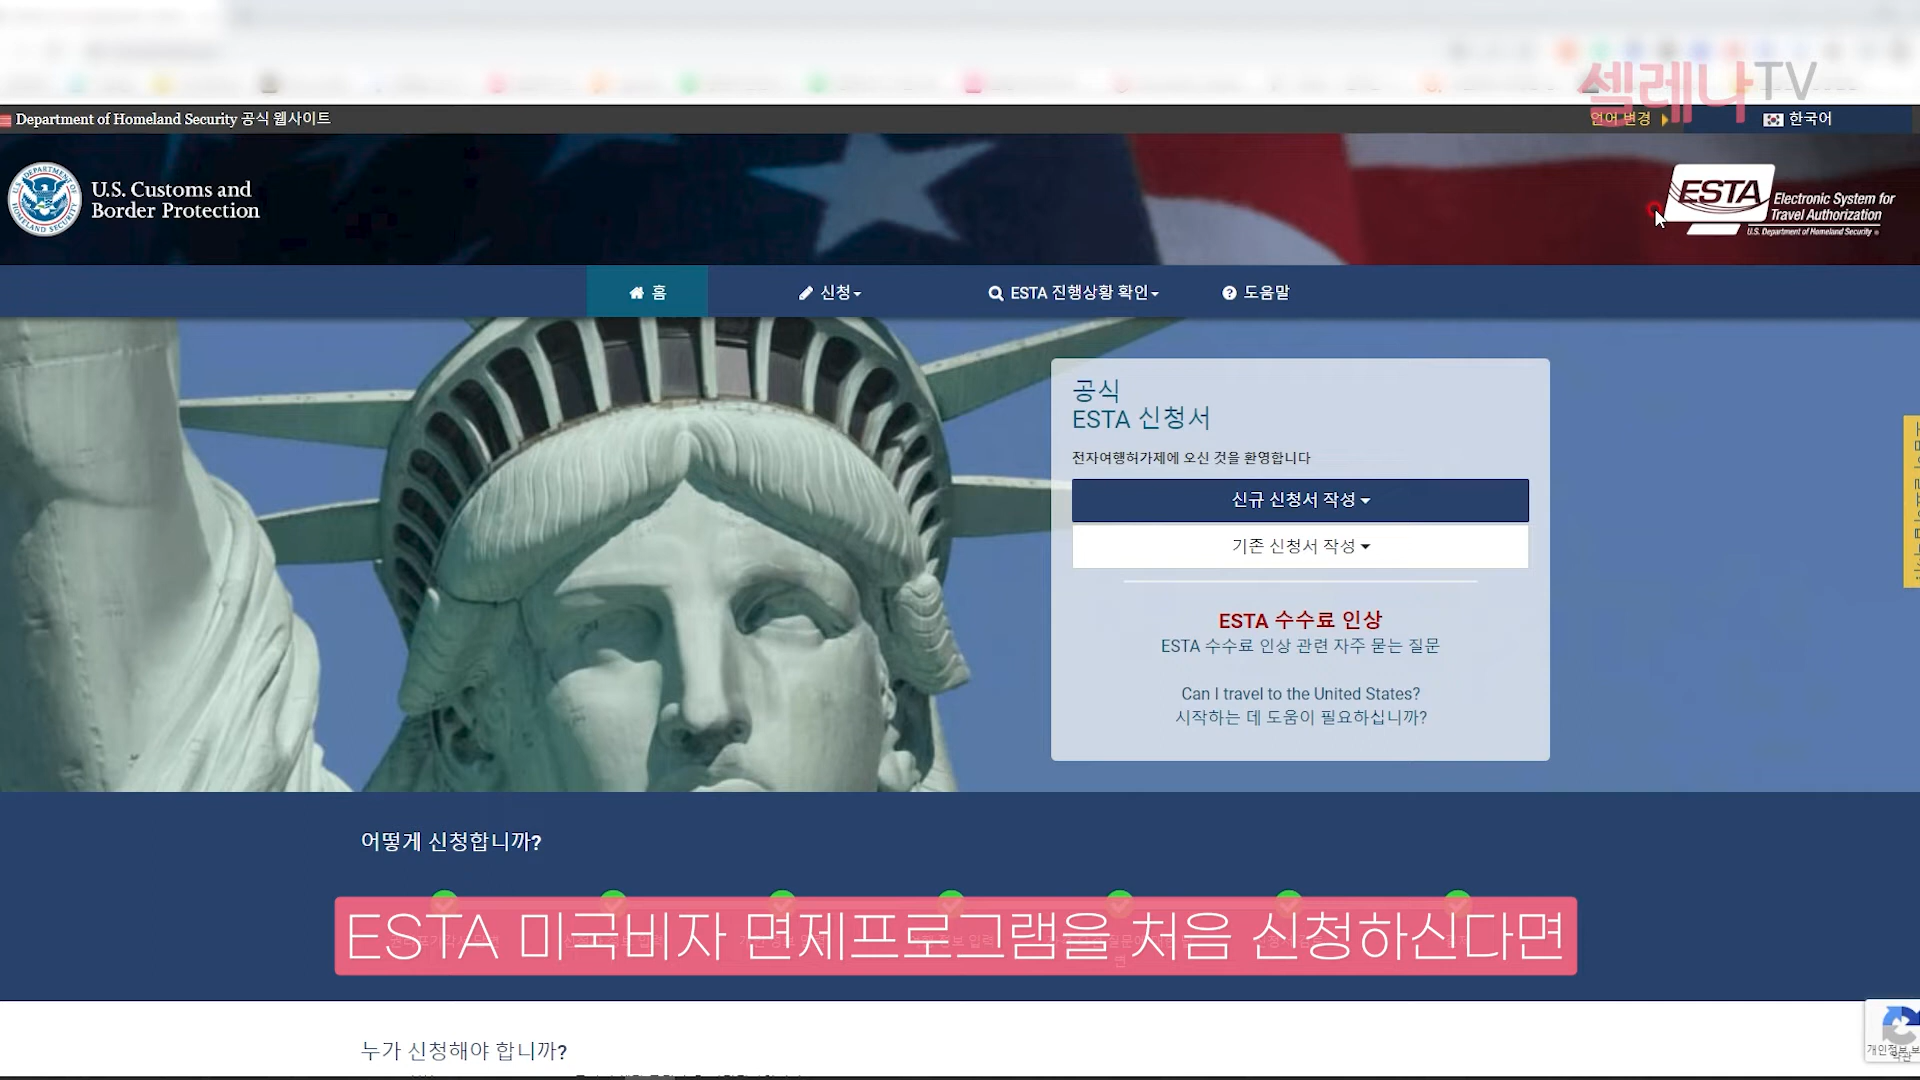 셀레나TV
Department of Homeland Security 공식 웹사이트
언어 변경
한국어
U.S. Customs and
Border Protection
ESTA
Electronic System for
Travel Authorization
U.S. Department of Homeland Security
홈
신청
ESTA 진행상황 확인
도움말
공식
ESTA 신청서
전자여행허가제에 오신 것을 환영합니다
신규 신청서 작성
기존 신청서 작성
ESTA 수수료 인상
ESTA 수수료 인상 관련 자주 묻는 질문
Can I travel to the United States?
시작하는 데 도움이 필요하십니까?
어떻게 신청합니까?
ESTA 미국비자 면제프로그램을 처음 신청하신다면
누가 신청해야 합니까?